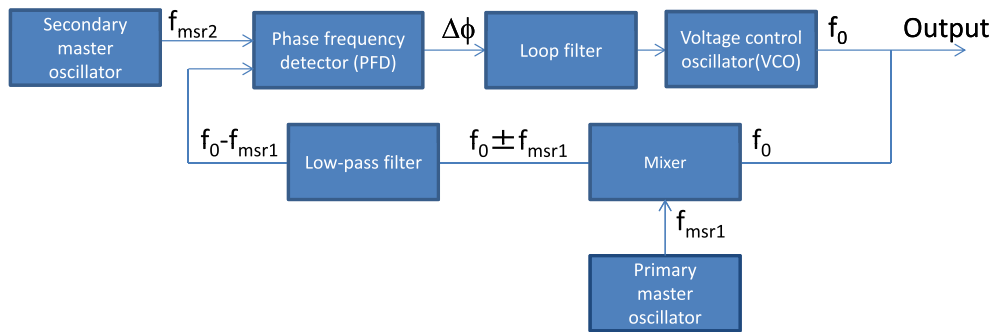 Secondary
master
oscillator
f_msr2
Phase frequency
detector (PFD)
Δϕ
Loop filter
Voltage control
oscillator(VCO)
f_0
Output
f_0-f_msr1
Low-pass filter
f_0±f_msr1
Mixer
f_0
f_msr1
Primary
master
oscillator